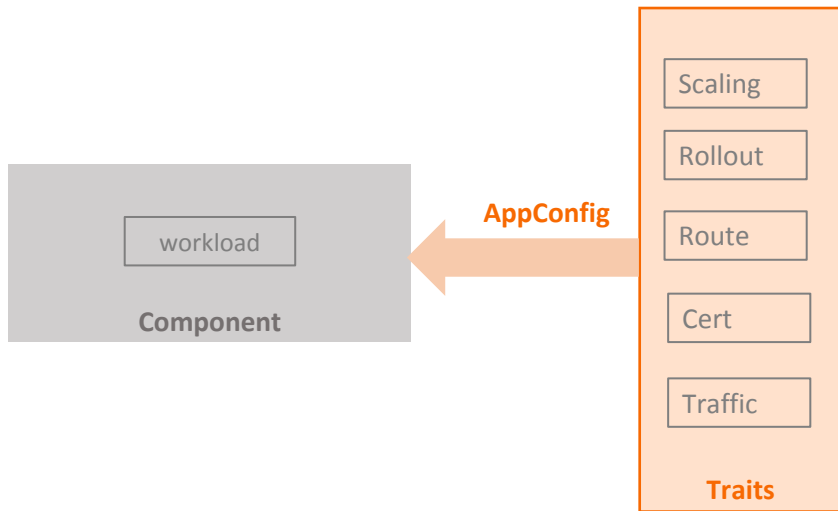 workload
Component
AppConfig
Scaling
Rollout
Route
Cert
Traffic
Traits